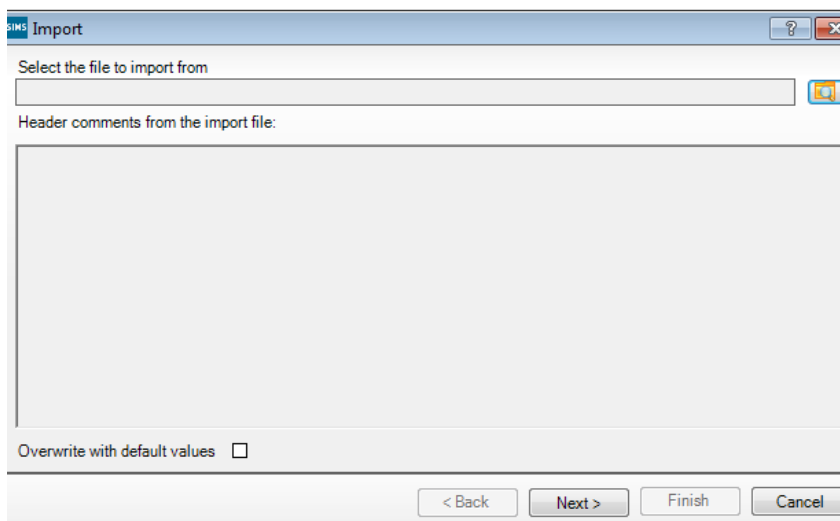 SIMS Import ?
Select the file to import from
Header comments from the import file:
Overwrite with default values
< Back Next > Finish Cancel